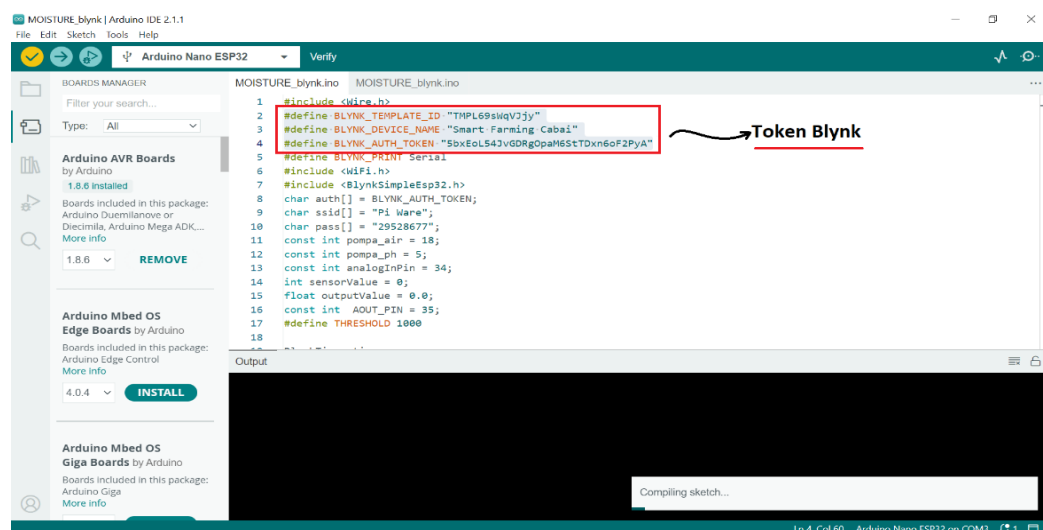 MOISTURE_blynk | Arduino IDE 2.1.1
File Edit Sketch Tools Help
Arduino Nano ESP32
Verify
BOARDS MANAGER
Filter your search...
Type: All
Arduino AVR Boards
by Arduino
1.8.6 installed
Boards included in this package:
Arduino Duemilanove or
Diecimila, Arduino Mega ADK,...
More info
1.8.6 REMOVE
Arduino Mbed OS
Edge Boards by Arduino
Boards included in this package:
Arduino Edge Control
More info
4.0.4 INSTALL
Arduino Mbed OS
Giga Boards by Arduino
Boards included in this package:
Arduino Giga
More info
MOISTURE_blynk.ino MOISTURE_blynk.ino
1 #include <Wire.h>
2 #define BLYNK_TEMPLATE_ID "TMPL69sWqVJjy"
3 #define BLYNK_DEVICE_NAME "Smart Farming Cabai"
4 #define BLYNK_AUTH_TOKEN "5bxEoL54JvGDRgOpaM6StTDxn6oF2PyA"
5 #define BLYNK_PRINT Serial
6 #include <WiFi.h>
7 #include <BlynkSimpleEsp32.h>
8 char auth[] = BLYNK_AUTH_TOKEN;
9 char ssid[] = "Pi Ware";
10 char pass[] = "29528677";
11 const int pompa_air = 18;
12 const int pompa_ph = 5;
13 const int analogInPin = 34;
14 int sensorValue = 0;
15 float outputValue = 0.0;
16 const int AOUT_PIN = 35;
17 #define THRESHOLD 1000
18
Token Blynk
Output
Compiling sketch...
Ln 4, Col 60 Arduino Nano ESP32 on COM3 1